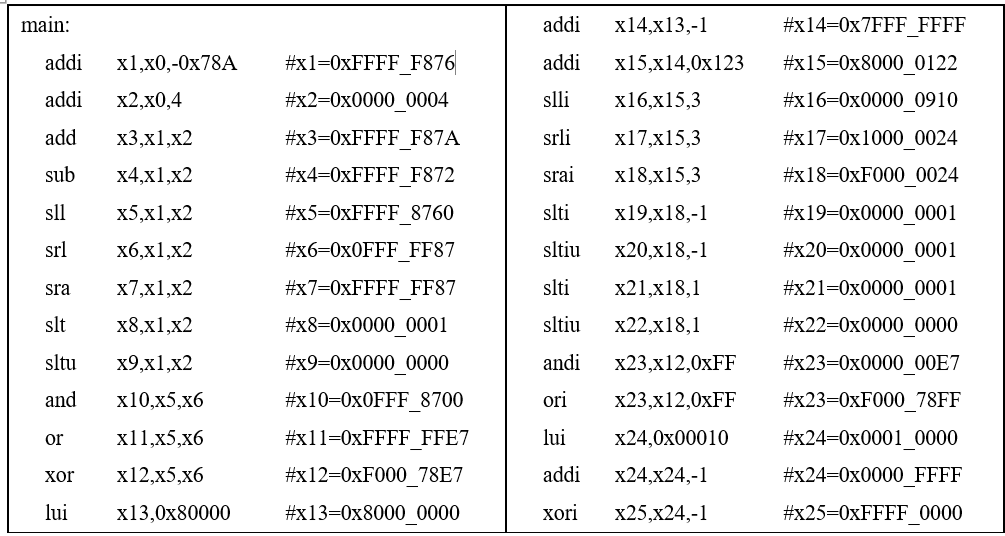 main:
addi x1,x0,-0x78A #x1=0xFFFF_F876
addi x2,x0,4 #x2=0x0000_0004
add x3,x1,x2 #x3=0xFFFF_F87A
sub x4,x1,x2 #x4=0xFFFF_F872
sll x5,x1,x2 #x5=0xFFFF_8760
srl x6,x1,x2 #x6=0x0FFF_FF87
sra x7,x1,x2 #x7=0xFFFF_FF87
slt x8,x1,x2 #x8=0x0000_0001
sltu x9,x1,x2 #x9=0x0000_0000
and x10,x5,x6 #x10=0x0FFF_8700
or x11,x5,x6 #x11=0xFFFF_FFE7
xor x12,x5,x6 #x12=0xF000_78E7
lui x13,0x80000 #x13=0x8000_0000
addi x14,x13,-1 #x14=0x7FFF_FFFF
addi x15,x14,0x123 #x15=0x8000_0122
slli x16,x15,3 #x16=0x0000_0910
srli x17,x15,3 #x17=0x1000_0024
srai x18,x15,3 #x18=0xF000_0024
slti x19,x18,-1 #x19=0x0000_0001
sltiu x20,x18,-1 #x20=0x0000_0001
slti x21,x18,1 #x21=0x0000_0001
sltiu x22,x18,1 #x22=0x0000_0000
andi x23,x12,0xFF #x23=0x0000_00E7
ori x23,x12,0xFF #x23=0xF000_78FF
lui x24,0x00010 #x24=0x0001_0000
addi x24,x24,-1 #x24=0x0000_FFFF
xori x25,x24,-1 #x25=0xFFFF_0000